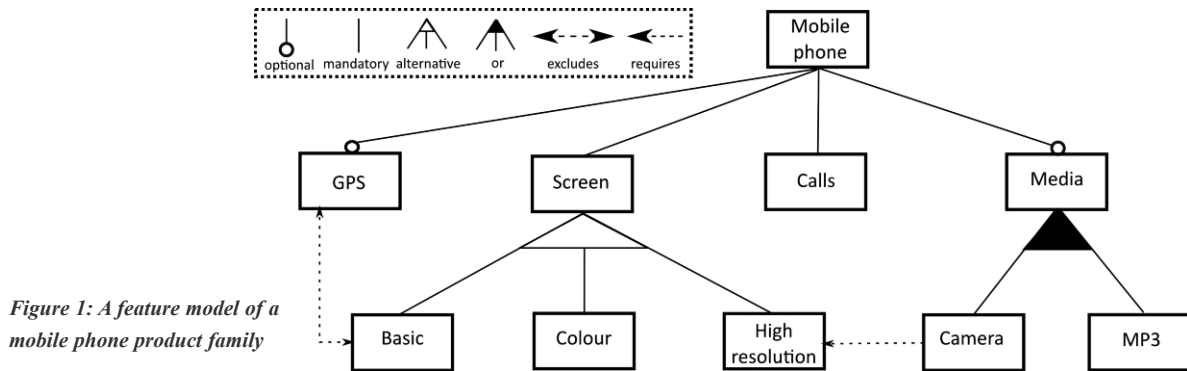 Mobile
phone
optional mandatory alternative or excludes requires
GPS Screen Calls Media
Figure 1: A feature model of a
mobile phone product family
Basic Colour High
resolution Camera MP3